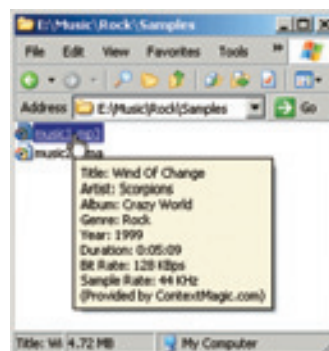 E:\Music\Rock\Samples
File Edit View Favorites Tools »
Address E:\Music\Rock\Samples Go
music1.mp3
music2
Title: Wind Of Change
Artist: Scorpions
Album: Crazy World
Genre: Rock
Year: 1999
Duration: 0:05:09
Bit Rate: 128 KBps
Sample Rate: 44 KHz
(Provided by ContextMagic.com)
Title: Wi 4.72 MB My Computer